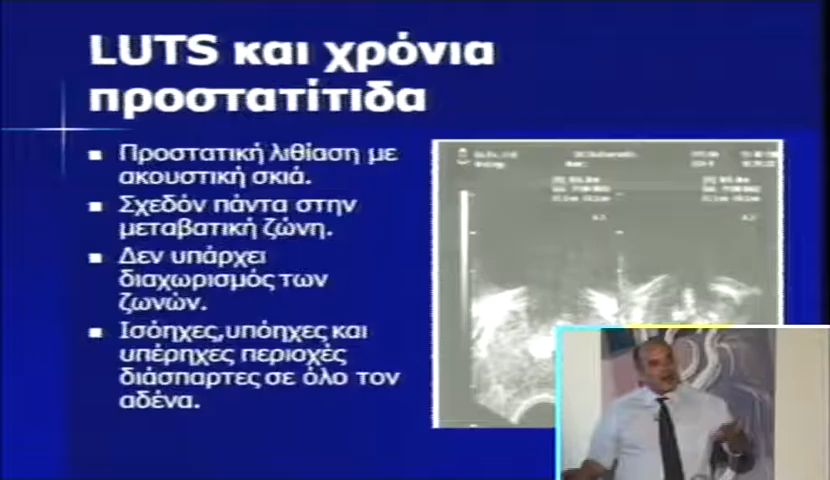 LUTS και χρόνια
προστατίτιδα
Προστατική λιθίαση με
ακουστική σκιά.
Σχεδόν πάντα στην
μεταβατική ζώνη.
Δεν υπάρχει
διαχωρισμός των
ζωνών.
Ισόηχες,υπόηχες και
υπέρηχες περιοχές
διάσπαρτες σε όλο τον
αδένα.